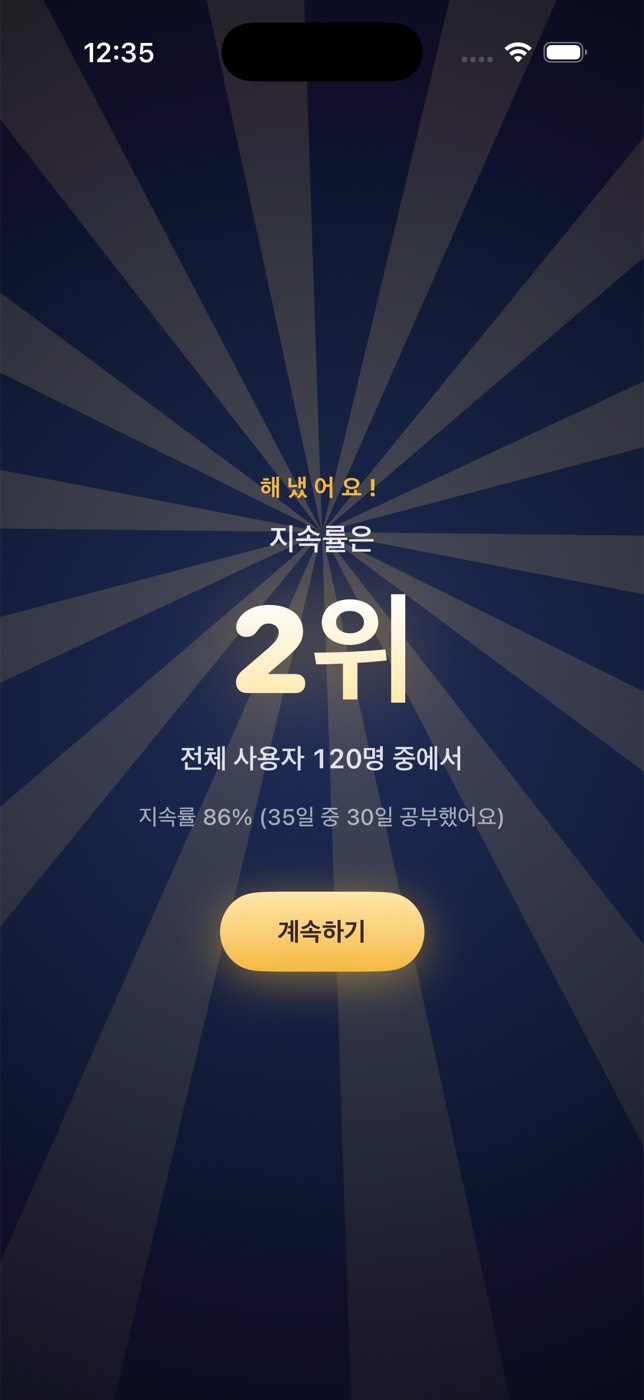 12:35
해냈어요!
지속률은
2위
전체 사용자 120명 중에서
지속률 86% (35일 중 30일 공부했어요)
계속하기